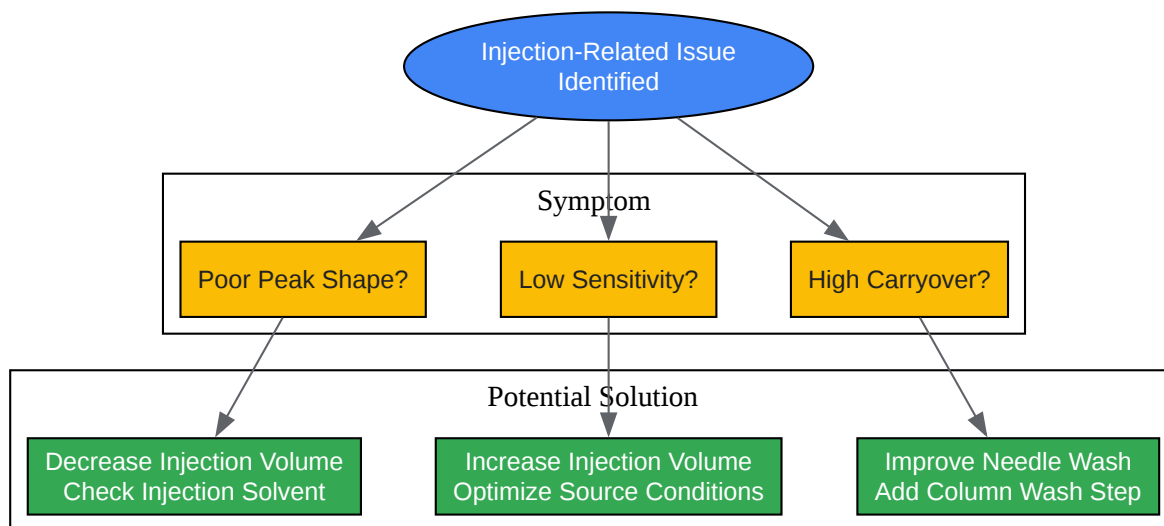 Injection-Related Issue
Identified
Symptom
Poor Peak Shape?
Low Sensitivity?
High Carryover?
Potential Solution
Decrease Injection Volume
Check Injection Solvent
Increase Injection Volume
Optimize Source Conditions
Improve Needle Wash
Add Column Wash Step